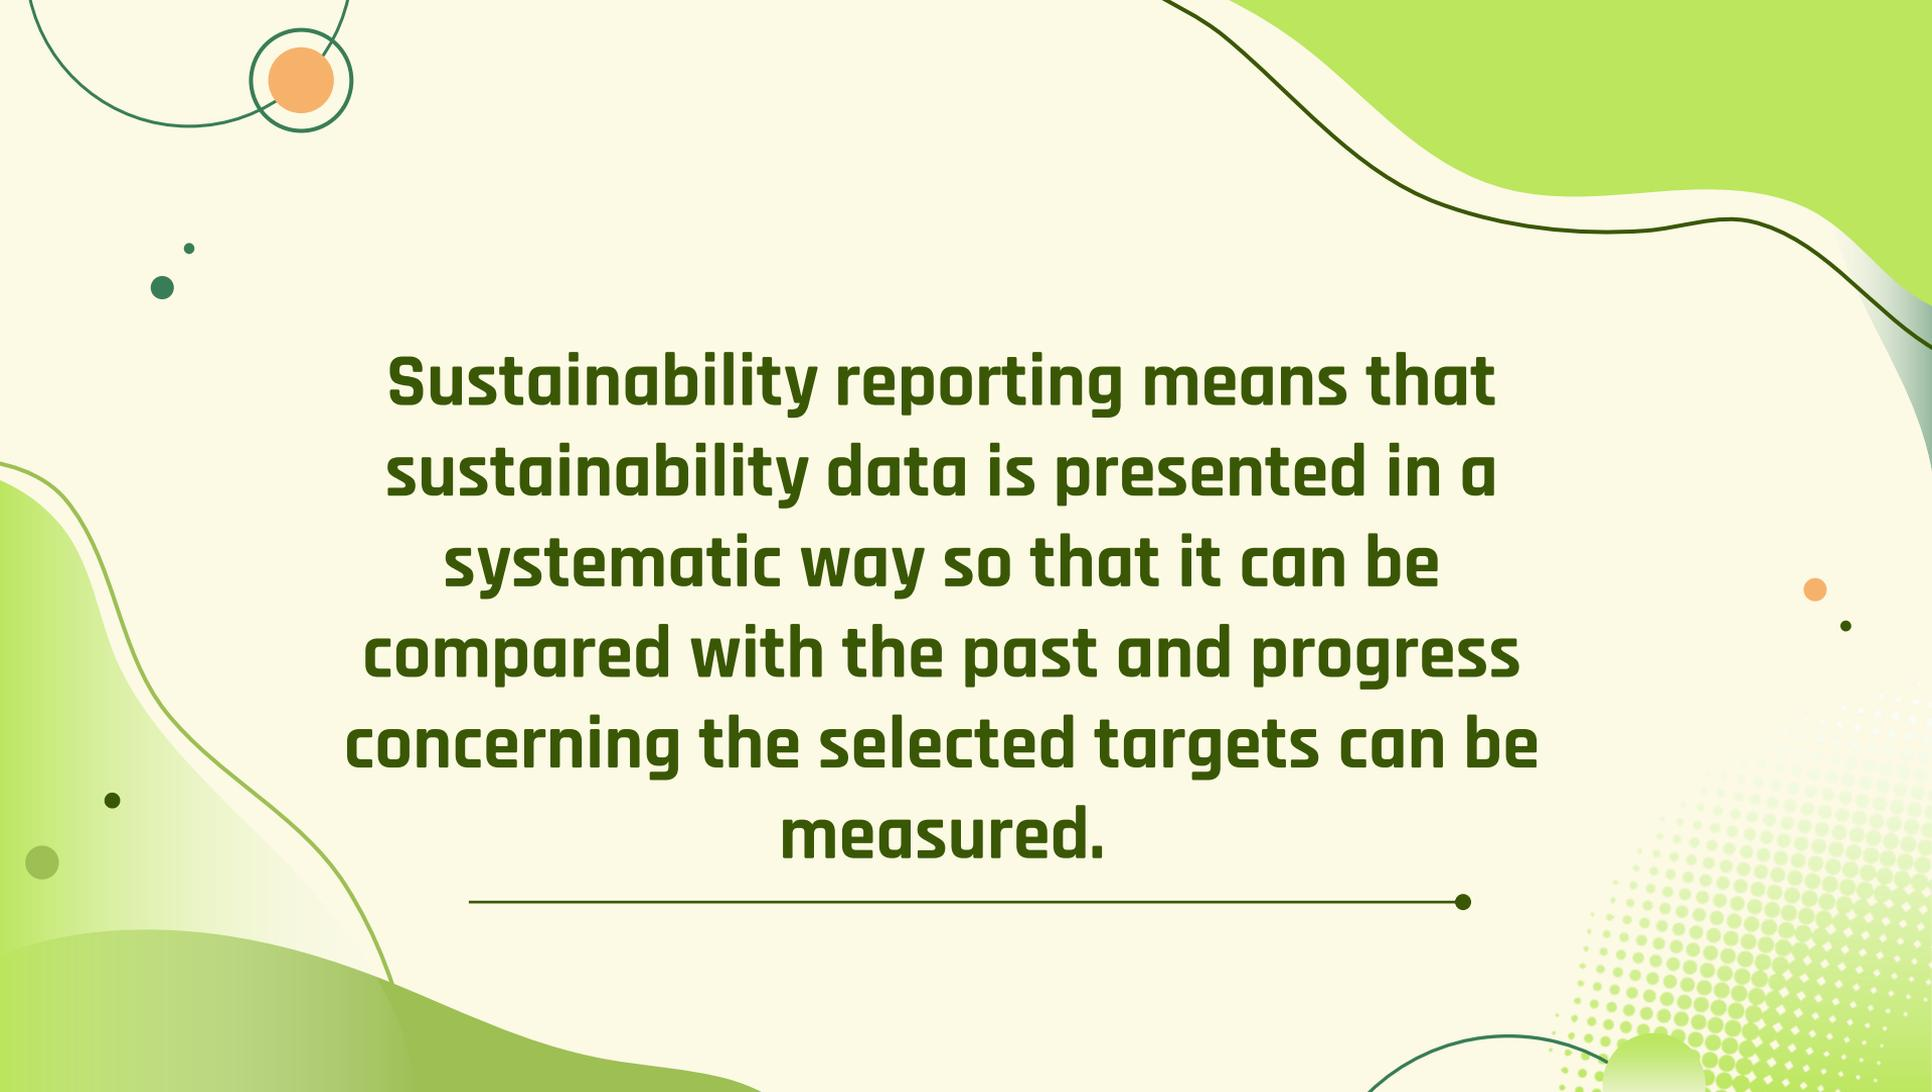 Sustainability reporting means that
sustainability data is presented in a
systematic way so that it can be
compared with the past and progress
concerning the selected targets can be
measured.